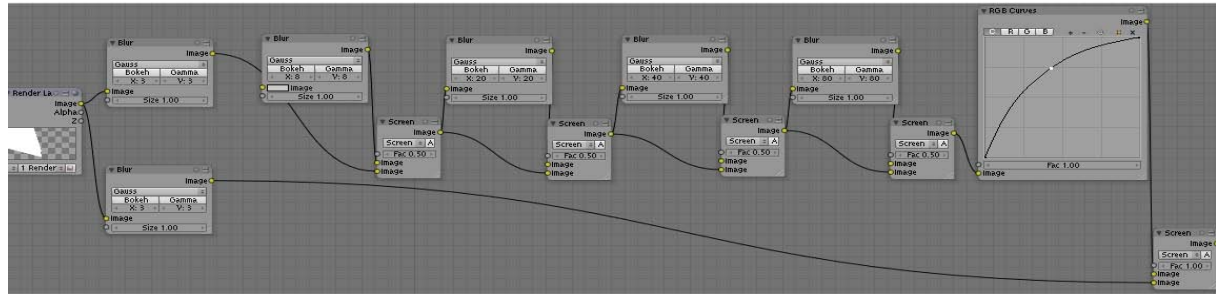 Render La
Image
Alpha
Z
1 Render
Blur
Image
Gauss
Bokeh Gamma
X: 3 Y: 3
Image
Size 1.00
Blur
Image
Gauss
Bokeh Gamma
X: 3 Y: 3
Image
Size 1.00
Blur
Image
Gauss
Bokeh Gamma
X: 8 Y: 8
Image
Size 1.00
Screen
Image
Screen A
Fac 0.50
Image
Image
Blur
Image
Gauss
Bokeh Gamma
X: 20 Y: 20
Image
Size 1.00
Screen
Image
Screen A
Fac 0.50
Image
Image
Blur
Image
Gauss
Bokeh Gamma
X: 40 Y: 40
Image
Size 1.00
Screen
Image
Screen A
Fac 0.50
Image
Image
Blur
Image
Gauss
Bokeh Gamma
X: 80 Y: 80
Image
Size 1.00
Screen
Image
Screen A
Fac 0.50
Image
Image
RGB Curves
Image
C R G B
Fac 1.00
Image
Screen
Image
Screen A
Fac 1.00
Image
Image